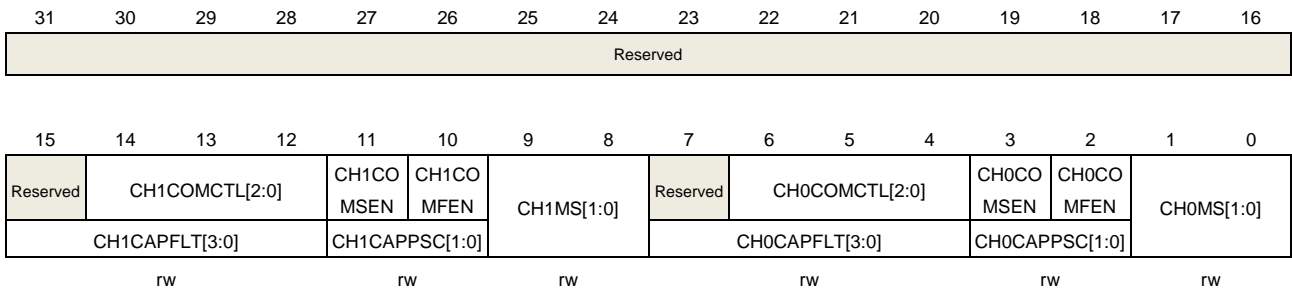 31 30 29 28 27 26 25 24 23 22 21 20 19 18 17 16
Reserved
15 14 13 12 11 10 9 8 7 6 5 4 3 2 1 0
Reserved CH1COMCTL[2:0] CH1CO CH1CO CH1MS[1:0] Reserved CH0COMCTL[2:0] CH0CO CH0CO CH0MS[1:0]
MSEN MFEN MSEN MFEN
CH1CAPFLT[3:0] CH1CAPPSC[1:0] CH0CAPFLT[3:0] CH0CAPPSC[1:0]
rw rw rw rw rw rw